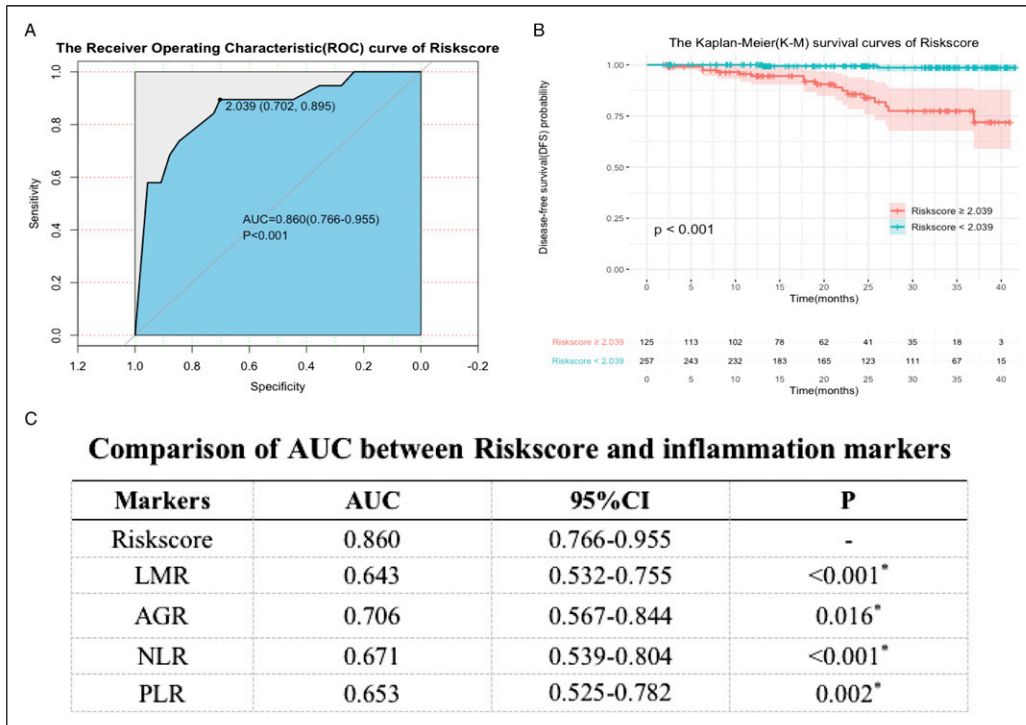 A
The Receiver Operating Characteristic(ROC) curve of Riskscore
Sensitivity
1.0
0.8
0.6
0.4
0.2
0.0
2.039 (0.702, 0.895)
AUC=0.860(0.766-0.955)
P<0.001
1.2 1.0 0.8 0.6 0.4 0.2 0.0 -0.2
Specificity
B
The Kaplan-Meier(K-M) survival curves of Riskscore
Disease-free survival(DFS) probability
1.00
0.75
0.50
0.25
0.00
p < 0.001
Riskscore ≥ 2.039
Riskscore < 2.039
0 5 10 15 20 25 30 35 40
Time(months)
Riskscore ≥ 2.039 125 113 102 78 62 41 35 18 3
Riskscore < 2.039 257 243 232 183 165 123 111 67 15
0 5 10 15 20 25 30 35 40
Time(months)
C
Comparison of AUC between Riskscore and inflammation markers
Markers AUC 95%CI P
Riskscore 0.860 0.766-0.955 -
LMR 0.643 0.532-0.755 <0.001*
AGR 0.706 0.567-0.844 0.016*
NLR 0.671 0.539-0.804 <0.001*
PLR 0.653 0.525-0.782 0.002*